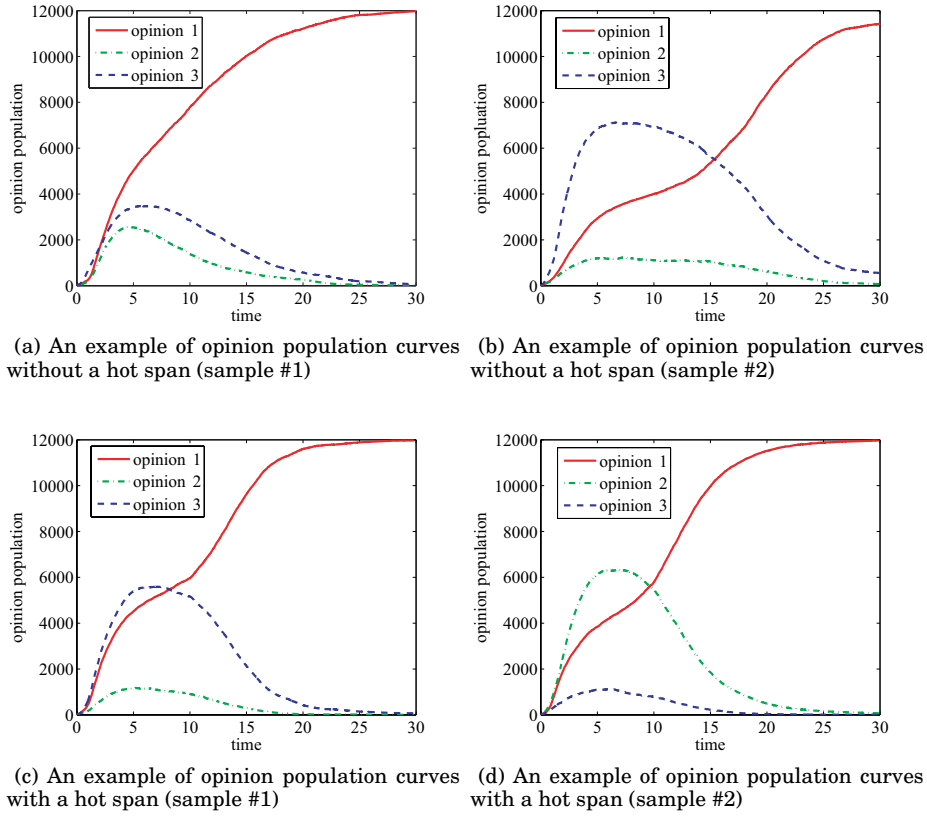 12000
10000
8000
6000
4000
2000
0
opinion population
opinion 1
opinion 2
opinion 3
0 5 10 15 20 25 30
time
(a) An example of opinion population curves
without a hot span (sample #1)
12000
10000
8000
6000
4000
2000
0
opinion popluation
opinion 1
opinion 2
opinion 3
0 5 10 15 20 25 30
time
(b) An example of opinion population curves
without a hot span (sample #2)
12000
10000
8000
6000
4000
2000
0
opinion population
opinion 1
opinion 2
opinion 3
0 5 10 15 20 25 30
time
(c) An example of opinion population curves
with a hot span (sample #1)
12000
10000
8000
6000
4000
2000
0
opinion population
opinion 1
opinion 2
opinion 3
0 5 10 15 20 25 30
time
(d) An example of opinion population curves
with a hot span (sample #2)